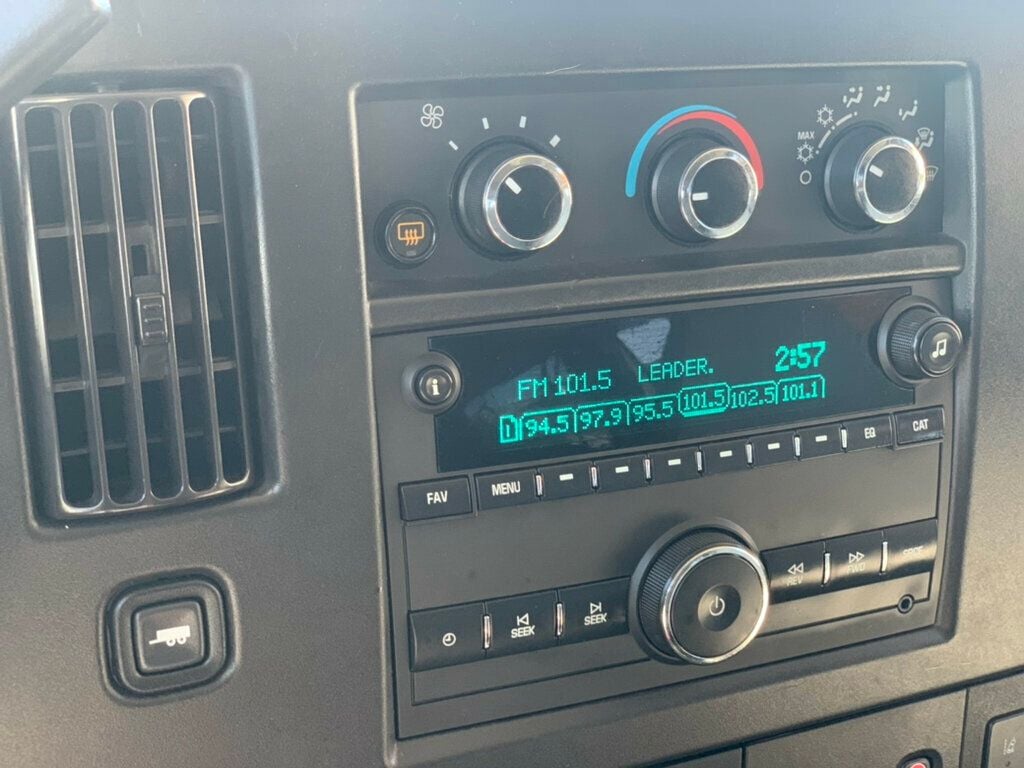 MAX
i
FM 101.5 LEADER. 2:57
94.5 97.9 95.5 101.5 102.5 101.1
FAV MENU EQ CAT
SEEK SEEK REV FWD